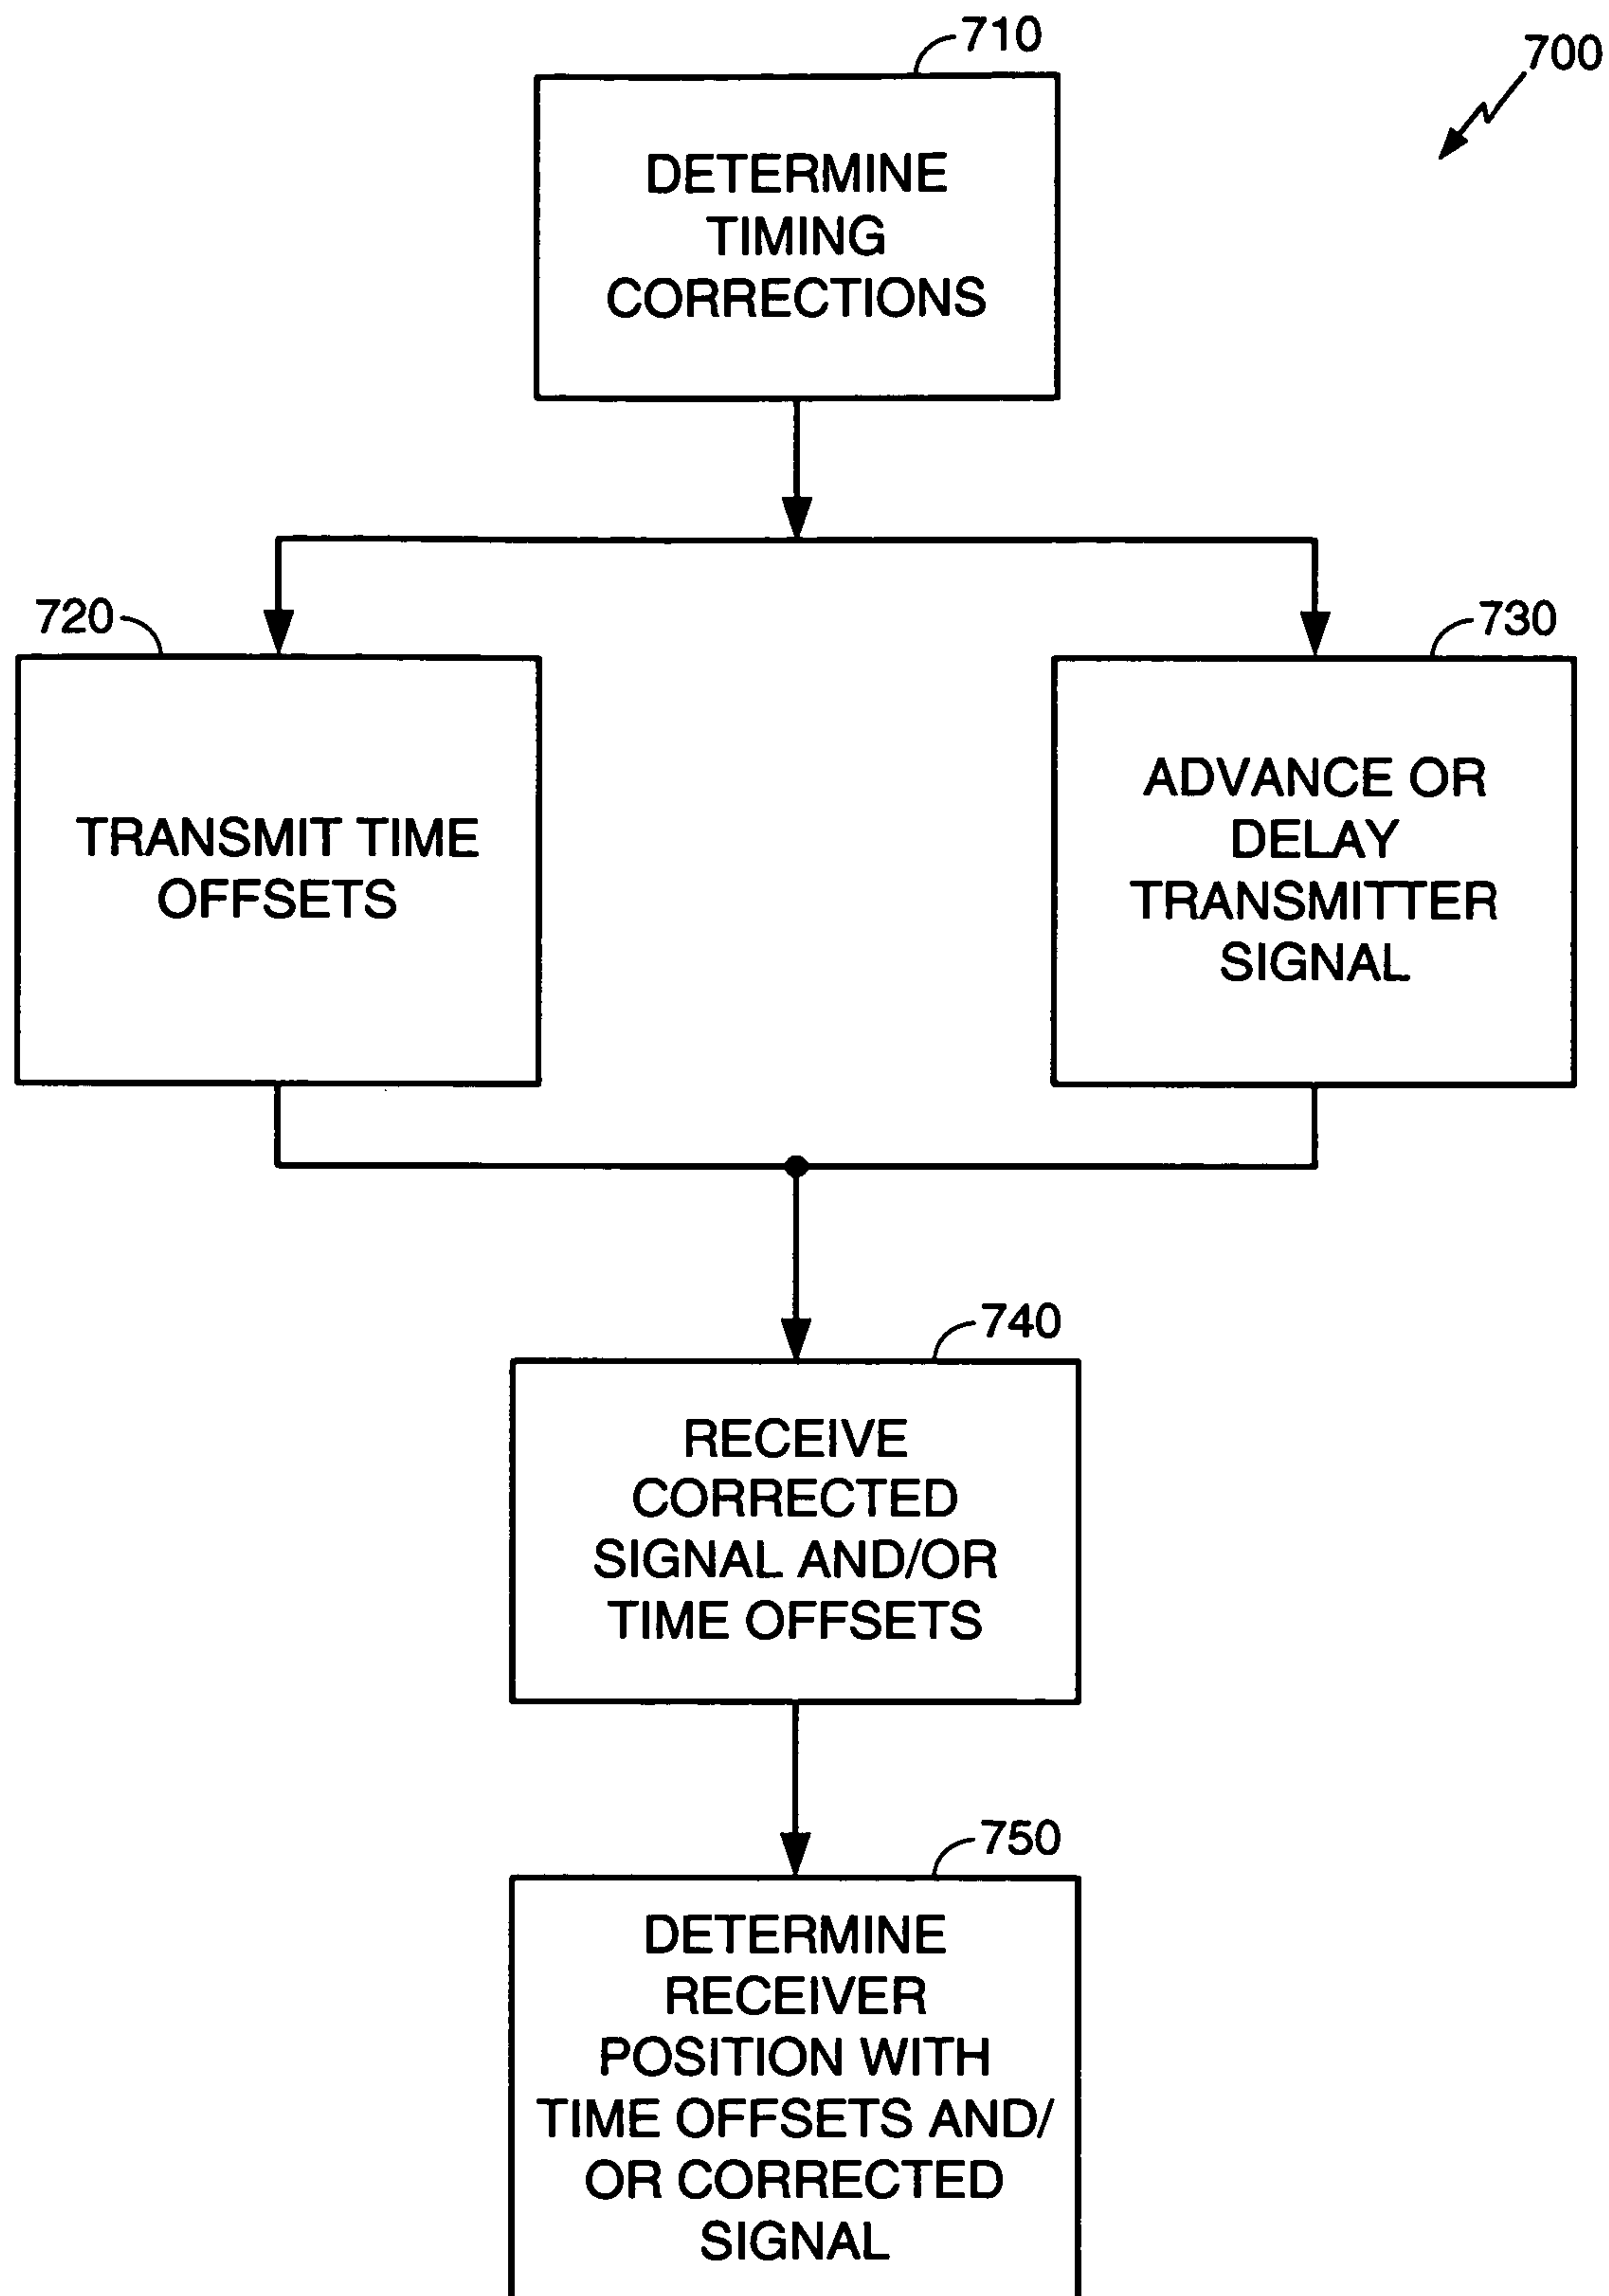 710
700
DETERMINE
TIMING
CORRECTIONS
720
730
TRANSMIT TIME
OFFSETS
ADVANCE OR
DELAY
TRANSMITTER
SIGNAL
740
RECEIVE
CORRECTED
SIGNAL AND/OR
TIME OFFSETS
750
DETERMINE
RECEIVER
POSITION WITH
TIME OFFSETS AND/
OR CORRECTED
SIGNAL